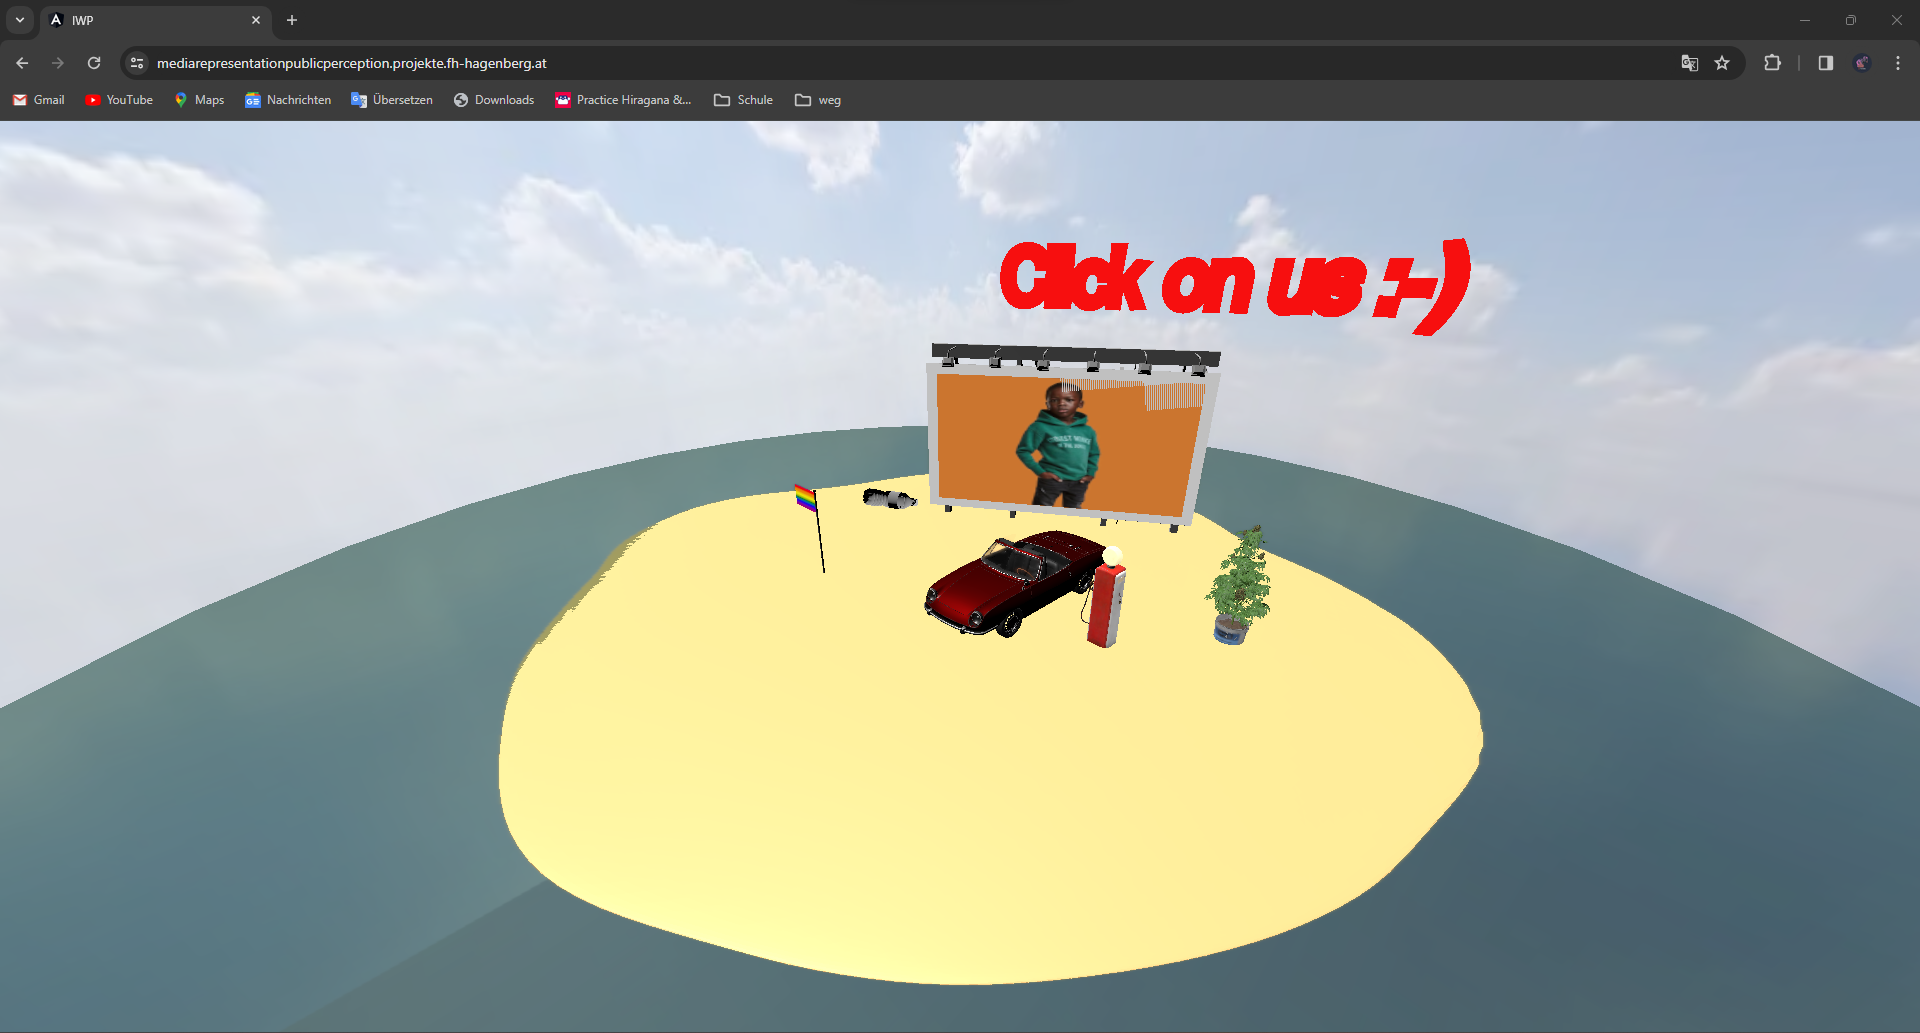 IWP
mediarepresentationpublicperception.projekte.fh-hagenberg.at
Gmail
YouTube
Maps
Nachrichten
Übersetzen
Downloads
Practice Hiragana &...
Schule
weg
Click on us :-)